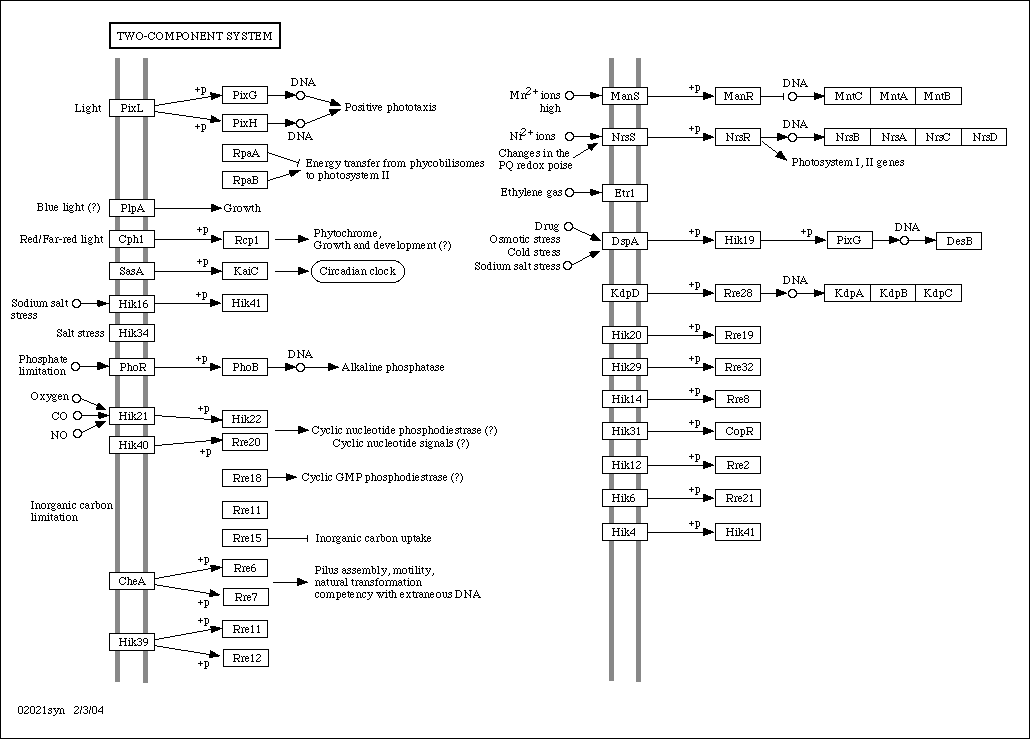 TWO-COMPONENT SYSTEM
Light
PixL
+p
PixG
DNA
+p
PixH
DNA
Positive phototaxis
RpaA
RpaB
Energy transfer from phycobilisomes
to photosystem II
Blue light (?)
PlpA
Growth
Red/Far-red light
Cph1
+p
Rcp1
Phytochrome,
Growth and development (?)
SasA
+p
KaiC
Circadian clock
Sodium salt
stress
Hik16
+p
Hik41
Salt stress
Hik34
Phosphate
limitation
PhoR
+p
PhoB
DNA
Alkaline phosphatase
Oxygen
CO
NO
Hik21
+p
Hik22
Hik40
+p
Rre20
Cyclic nucleotide phosphodiestrase (?)
Cyclic nucleotide signals (?)
Rre18
Cyclic GMP phosphodiestrase (?)
Inorganic carbon
limitation
Rre11
Rre15
Inorganic carbon uptake
CheA
+p
Rre6
+p
Rre7
Pilus assembly, motility,
natural transformation
competency with extraneous DNA
Hik39
+p
Rre11
+p
Rre12
02021syn 2/3/04
Mn2+ ions
high
ManS
+p
ManR
DNA
MntC
MntA
MntB
Ni2+ ions
Changes in the
PQ redox poise
NrsS
+p
NrsR
DNA
NrsB
NrsA
NrsC
NrsD
Photosystem I, II genes
Ethylene gas
Etr1
Drug
Osmotic stress
Cold stress
Sodium salt stress
DspA
+p
Hik19
+p
PixG
DNA
DesB
KdpD
+p
Rre28
DNA
KdpA
KdpB
KdpC
Hik20
+p
Rre19
Hik29
+p
Rre32
Hik14
+p
Rre8
Hik31
+p
CopR
Hik12
+p
Rre2
Hik6
+p
Rre21
Hik4
+p
Hik41